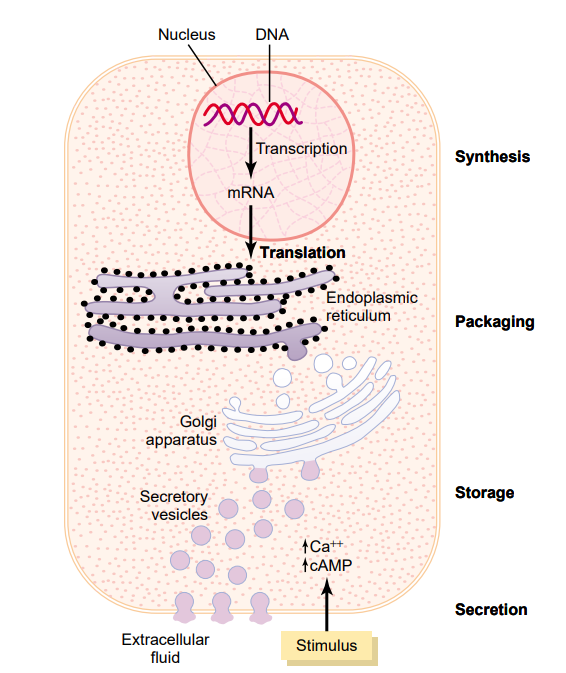 Nucleus
DNA
Transcription
Synthesis
mRNA
Translation
Endoplasmic
reticulum
Packaging
Golgi
apparatus
Secretory
vesicles
Storage
Ca++
cAMP
Secretion
Extracellular
fluid
Stimulus